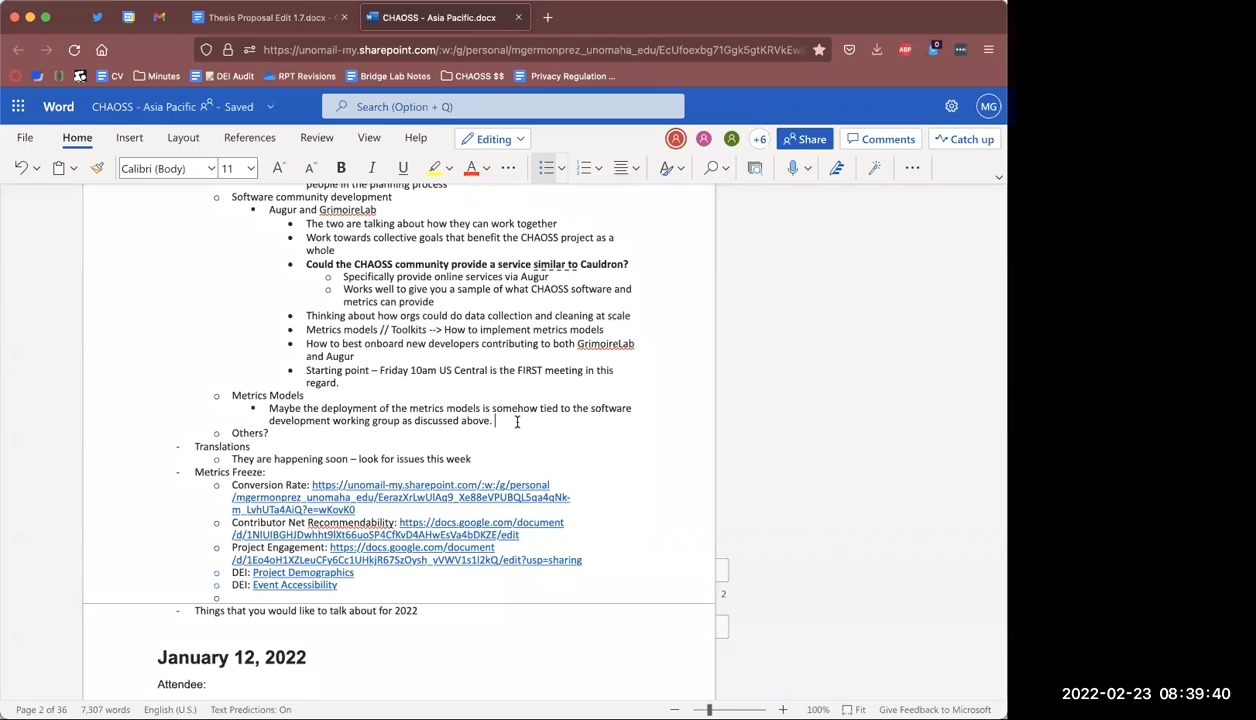 Thesis Proposal Edit 1.7.docx -
CHAOSS - Asia Pacific.docx
https://unomail-my.sharepoint.com/:w:/g/personal/mgermonprez_unomaha_edu/EcUfoexbg71Ggk5gtKRVkEw
ABP
0
CV
Minutes
DEI Audit
RPT Revisions
Bridge Lab Notes
CHAOSS $$
Privacy Regulation ...
Word
CHAOSS - Asia Pacific - Saved
Search (Option + Q)
MG
File
Home
Insert
Layout
References
Review
View
Help
Editing
+6
Share
Comments
Catch up
Calibri (Body)
11
people in the planning process
o Software community development
▪ Augur and GrimoireLab
• The two are talking about how they can work together
• Work towards collective goals that benefit the CHAOSS project as a
whole
• Could the CHAOSS community provide a service similar to Cauldron?
o Specifically provide online services via Augur
o Works well to give you a sample of what CHAOSS software and
metrics can provide
• Thinking about how orgs could do data collection and cleaning at scale
• Metrics models // Toolkits --> How to implement metrics models
• How to best onboard new developers contributing to both GrimoireLab
and Augur
• Starting point – Friday 10am US Central is the FIRST meeting in this
regard.
o Metrics Models
▪ Maybe the deployment of the metrics models is somehow tied to the software
development working group as discussed above.
o Others?
- Translations
o They are happening soon – look for issues this week
- Metrics Freeze:
o Conversion Rate: https://unomail-my.sharepoint.com/:w:/g/personal
/mgermonprez_unomaha_edu/EerazXrLwUlAq9_Xe88eVPUBQL5qa4qNk-
m_LvhUTa4AiQ?e=wKovK0
o Contributor Net Recommendability: https://docs.google.com/document
/d/1NIUIBGHJDwhht9IXt66uoSP4CfKvD4AHwEsVa4bDKZE/edit
o Project Engagement: https://docs.google.com/document
/d/1Eo4oH1XZLeuCFy6Cc1UHkjR67SzOysh_vVWV1s1I2kQ/edit?usp=sharing
o DEI: Project Demographics
o DEI: Event Accessibility
o
2
- Things that you would like to talk about for 2022
January 12, 2022
Attendee:
2022-02-23 08:39:40
Page 2 of 36
7,307 words
English (U.S.)
Text Predictions: On
100%
Fit
Give Feedback to Microsoft